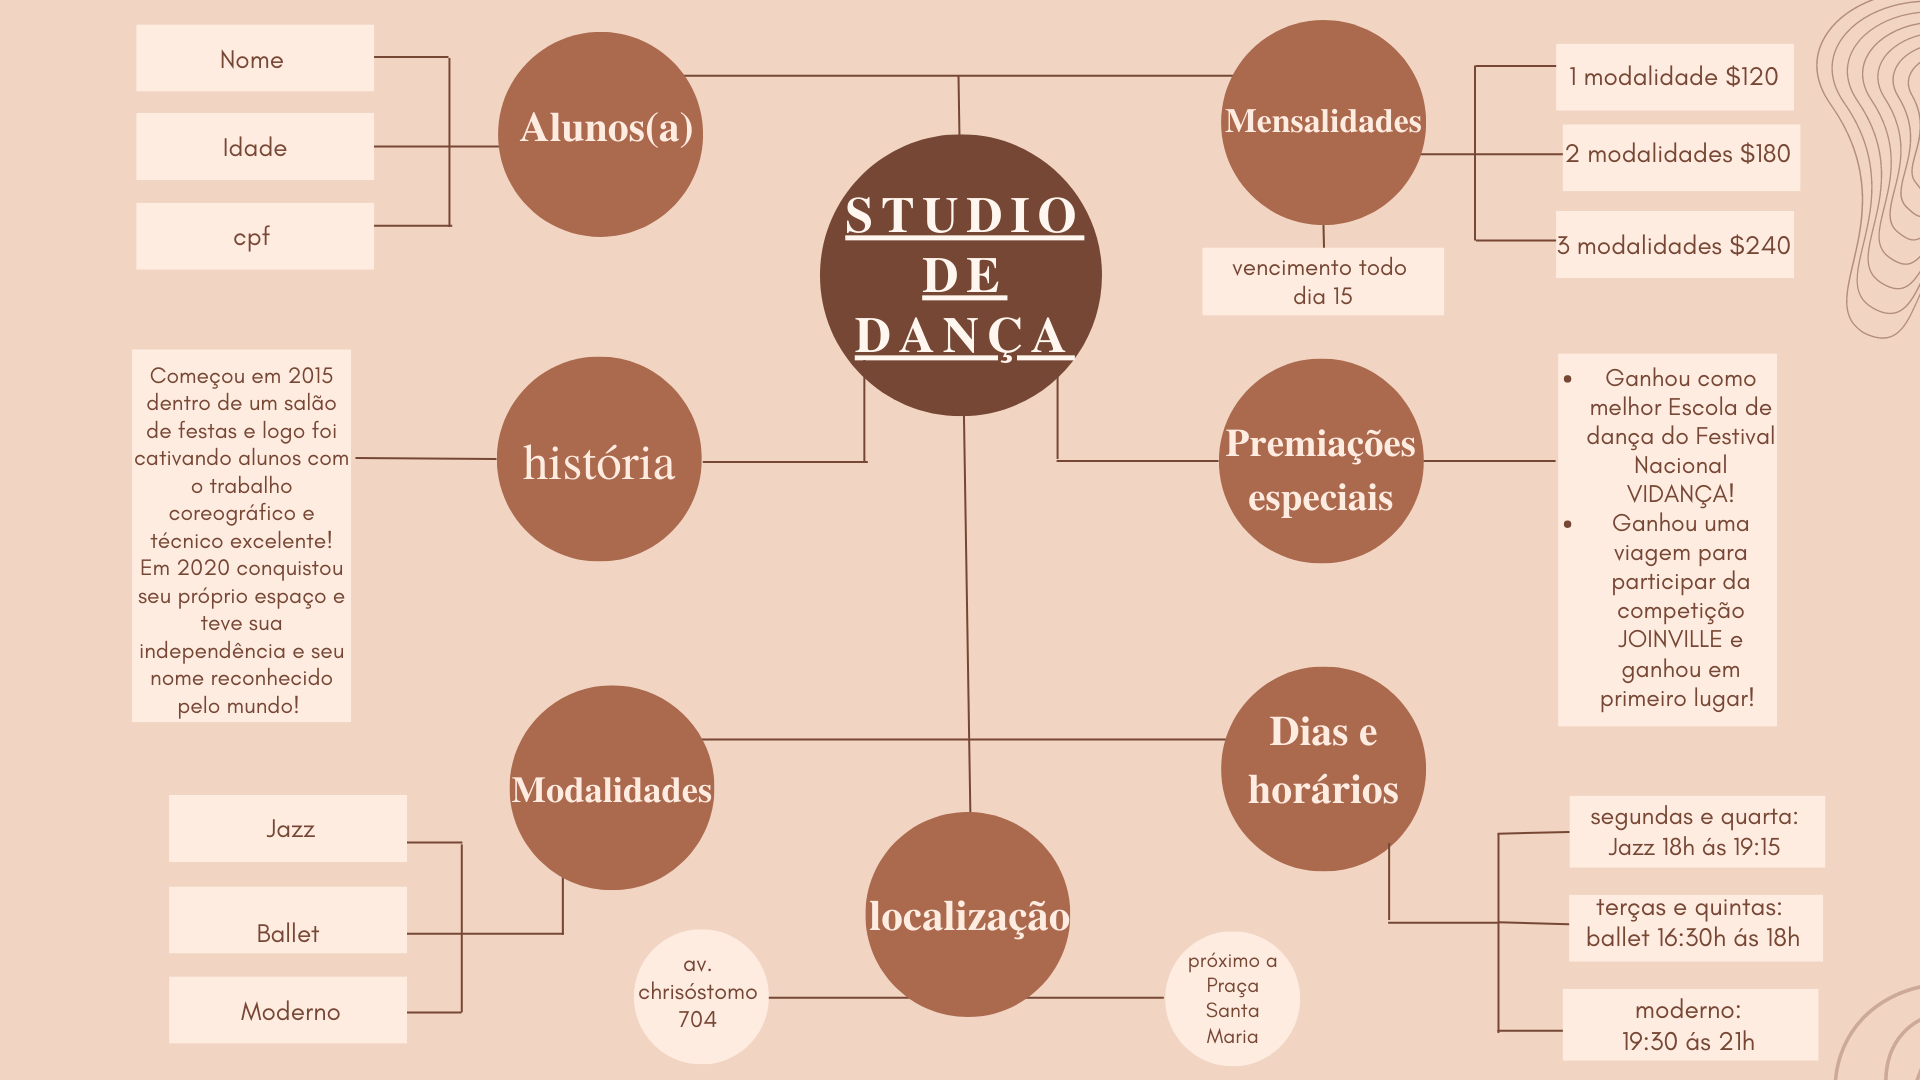 STUDIO
DE
DANÇA
Alunos(a)
Nome
Idade
cpf
Mensalidades
1 modalidade $120
2 modalidades $180
3 modalidades $240
vencimento todo
dia 15
história
Começou em 2015
dentro de um salão
de festas e logo foi
cativando alunos com
o trabalho
coreográfico e
técnico excelente!
Em 2020 conquistou
seu próprio espaço e
teve sua
independência e seu
nome reconhecido
pelo mundo!
Premiações
especiais
• Ganhou como
melhor Escola de
dança do Festival
Nacional
VIDANÇA!
• Ganhou uma
viagem para
participar da
competição
JOINVILLE e
ganhou em
primeiro lugar!
Modalidades
Jazz
Ballet
Moderno
Dias e
horários
segundas e quarta:
Jazz 18h ás 19:15
terças e quintas:
ballet 16:30h ás 18h
moderno:
19:30 ás 21h
localização
av.
chrisóstomo
704
próximo a
Praça
Santa
Maria